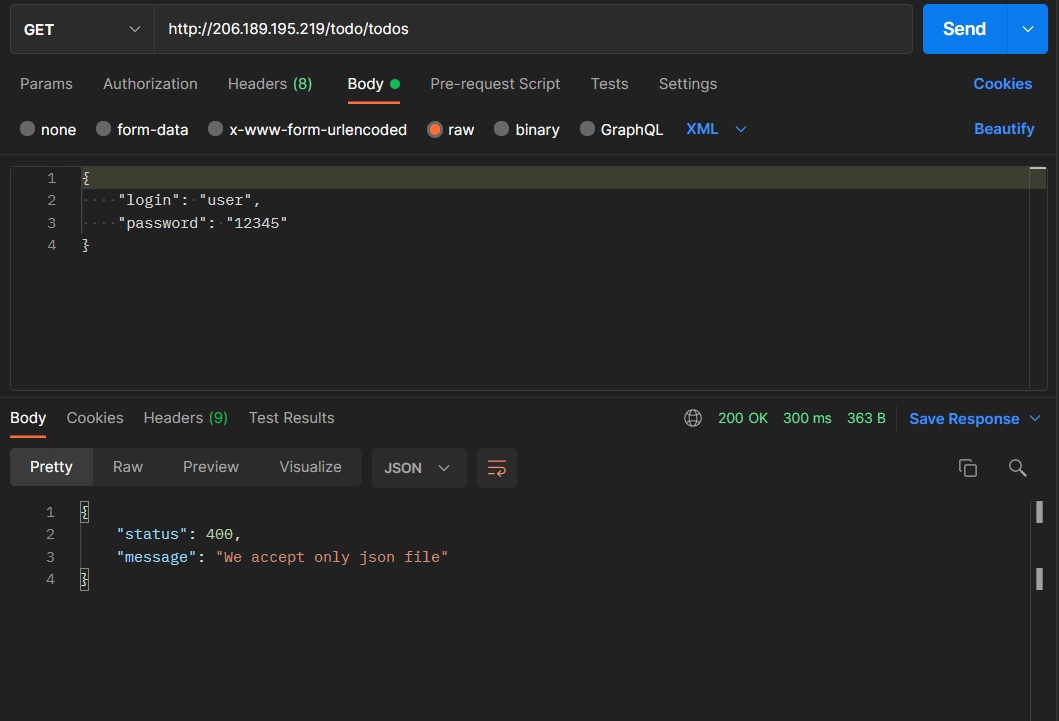 GET http://206.189.195.219/todo/todos Send
Params Authorization Headers (8) Body Pre-request Script Tests Settings Cookies
none form-data x-www-form-urlencoded raw binary GraphQL XML Beautify
1 {
2 "login": "user",
3 "password": "12345"
4 }
Body Cookies Headers (9) Test Results 200 OK 300 ms 363 B Save Response
Pretty Raw Preview Visualize JSON
1 {
2 "status": 400,
3 "message": "We accept only json file"
4 }